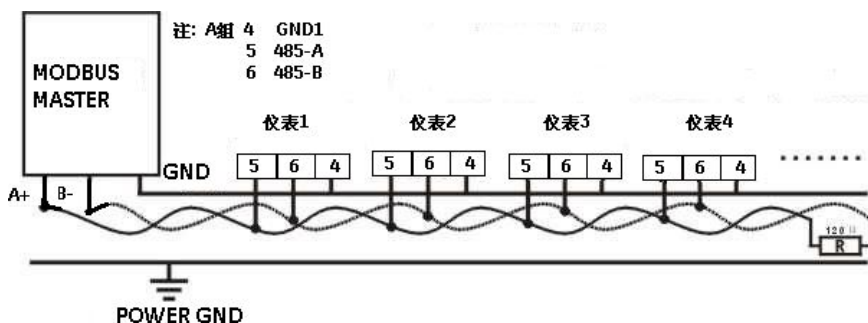 注: A组 4 GND1
5 485-A
6 485-B
MODBUS
MASTER
仪表1 仪表2 仪表3 仪表4
5 6 4 5 6 4 5 6 4 5 6 4 ········
GND
A+ B-
120 Ω
R
POWER GND